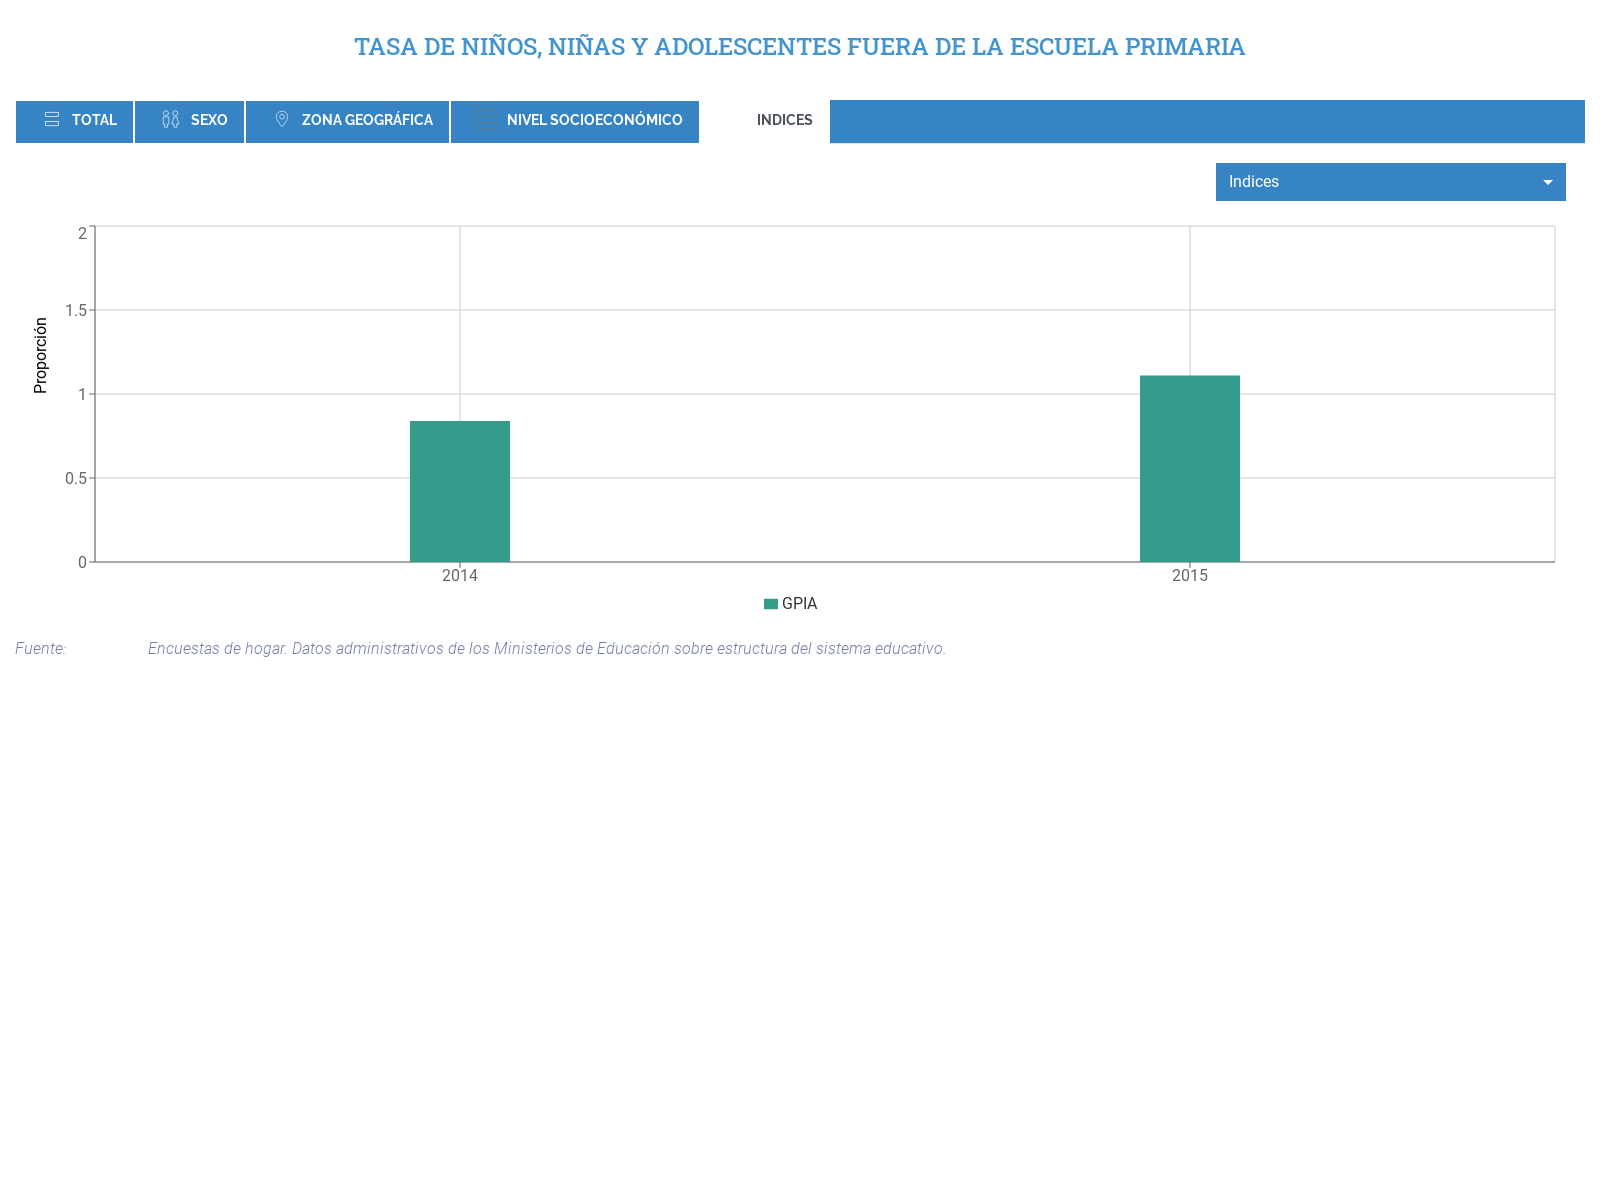 TASA DE NIÑOS, NIÑAS Y ADOLESCENTES FUERA DE LA ESCUELA PRIMARIA
TOTAL SEXO ZONA GEOGRÁFICA NIVEL SOCIOECONÓMICO INDICES
Indices
2
1.5
Proporción
1
0.5
0
2014 2015
GPIA
Fuente: Encuestas de hogar. Datos administrativos de los Ministerios de Educación sobre estructura del sistema educativo.